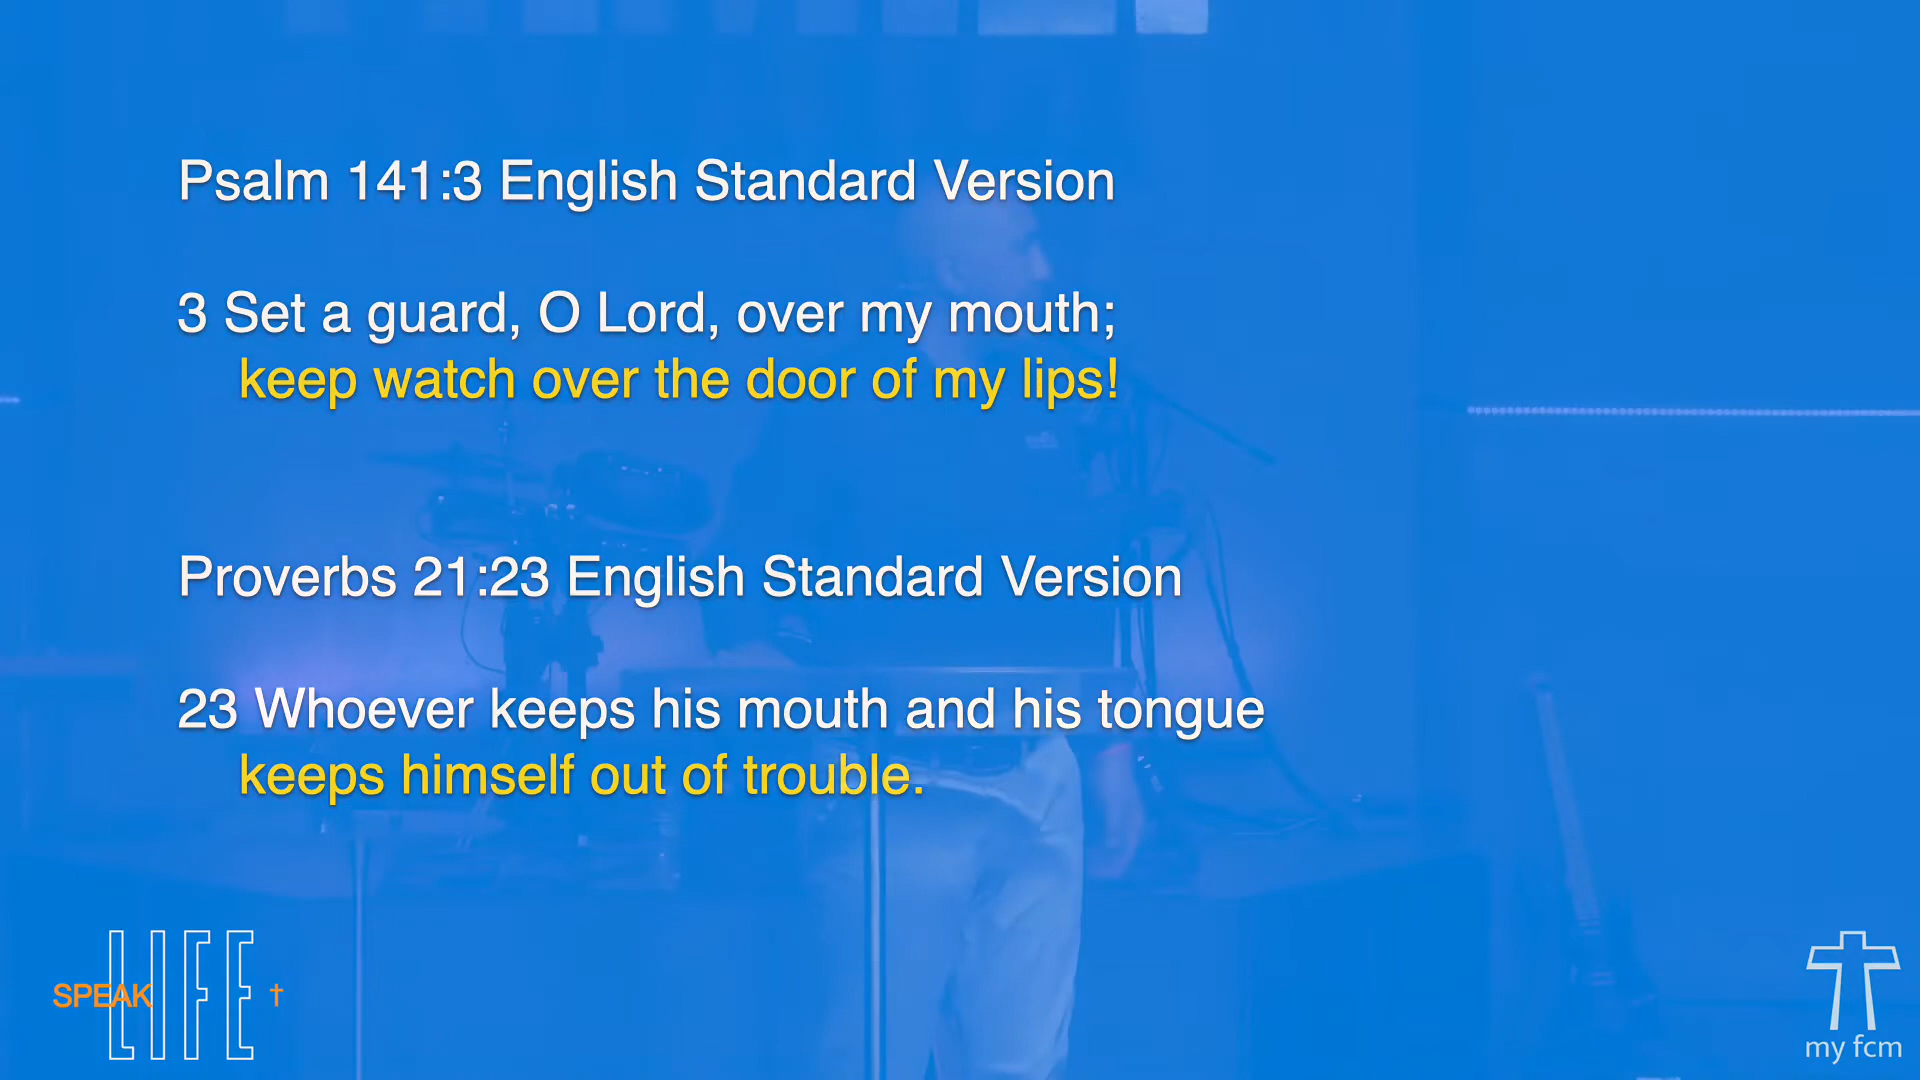 Psalm 141:3 English Standard Version
3 Set a guard, O Lord, over my mouth;
keep watch over the door of my lips!
Proverbs 21:23 English Standard Version
23 Whoever keeps his mouth and his tongue
keeps himself out of trouble.
SPEAK LIFE
my fcm